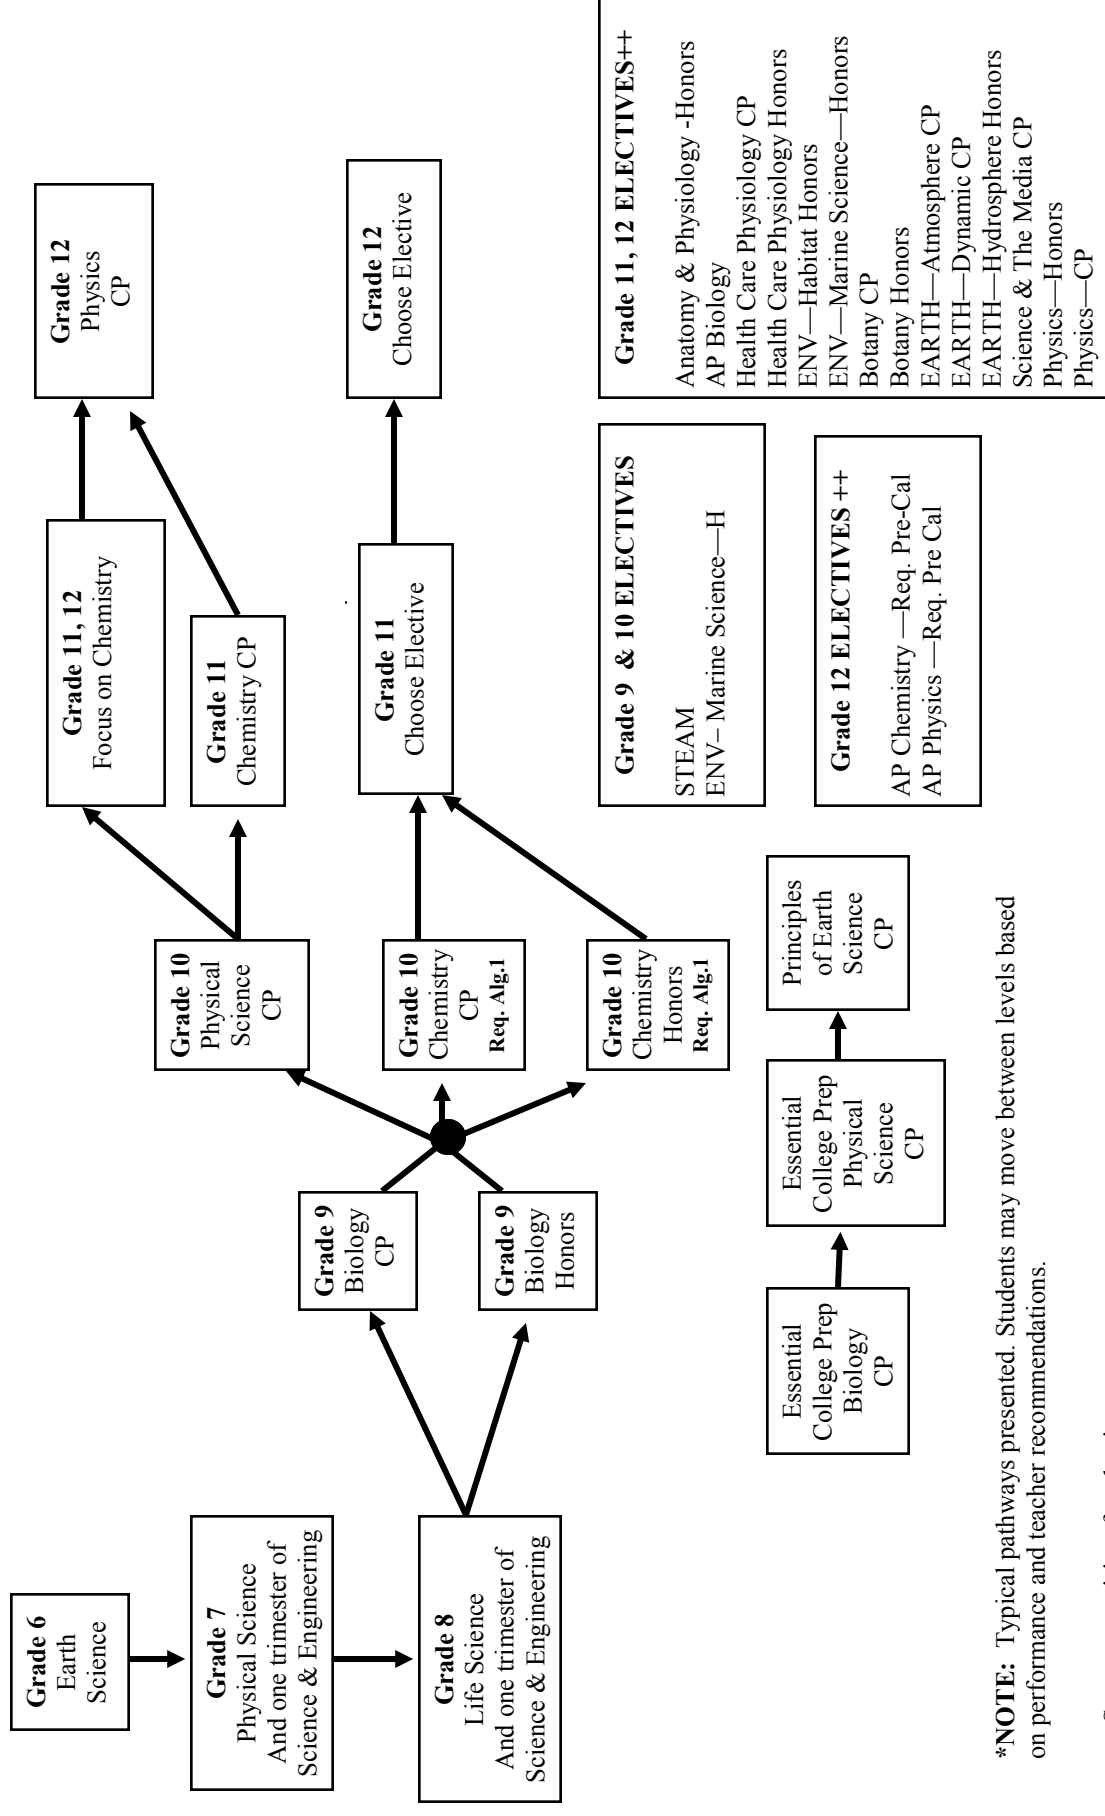 Grade 6
Earth
Science
Grade 7
Physical Science
And one trimester of
Science & Engineering
Grade 8
Life Science
And one trimester of
Science & Engineering
Grade 9
Biology
CP
Grade 9
Biology
Honors
Grade 10
Physical
Science
CP
Grade 10
Chemistry
CP
Req. Alg.1
Grade 10
Chemistry
Honors
Req. Alg.1
Grade 11, 12
Focus on Chemistry
Grade 11
Chemistry CP
Grade 11
Choose Elective
Grade 12
Physics
CP
Grade 12
Choose Elective
Essential
College Prep
Biology
CP
Essential
College Prep
Physical
Science
CP
Principles
of Earth
Science
CP
Grade 9 & 10 ELECTIVES
STEAM
ENV– Marine Science—H
Grade 12 ELECTIVES ++
AP Chemistry —Req. Pre-Cal
AP Physics —Req. Pre Cal
Grade 11, 12 ELECTIVES++
Anatomy & Physiology -Honors
AP Biology
Health Care Physiology CP
Health Care Physiology Honors
ENV—Habitat Honors
ENV—Marine Science—Honors
Botany CP
Botany Honors
EARTH—Atmosphere CP
EARTH—Dynamic CP
EARTH—Hydrosphere Honors
Science & The Media CP
Physics—Honors
Physics—CP
*NOTE: Typical pathways presented. Students may move between levels based
on performance and teacher recommendations.